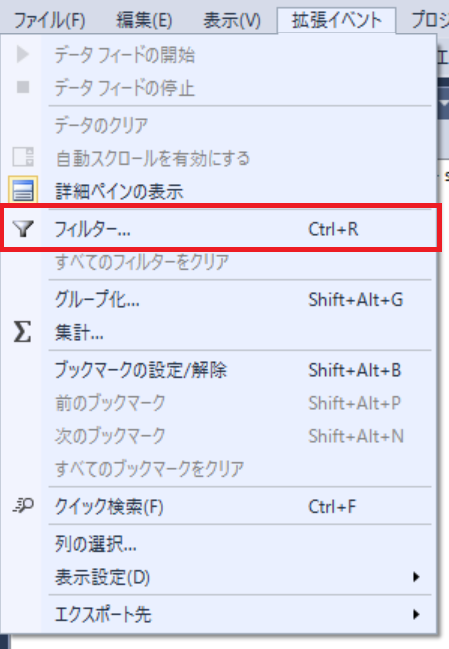 ファイル(F) 編集(E) 表示(V) 拡張イベント プロジ
データ フィードの開始
データ フィードの停止
データのクリア
自動スクロールを有効にする
詳細ペインの表示
フィルター... Ctrl+R
すべてのフィルターをクリア
グループ化... Shift+Alt+G
Σ 集計...
ブックマークの設定/解除 Shift+Alt+B
前のブックマーク Shift+Alt+P
次のブックマーク Shift+Alt+N
すべてのブックマークをクリア
クイック検索(F) Ctrl+F
列の選択...
表示設定(D)
エクスポート先